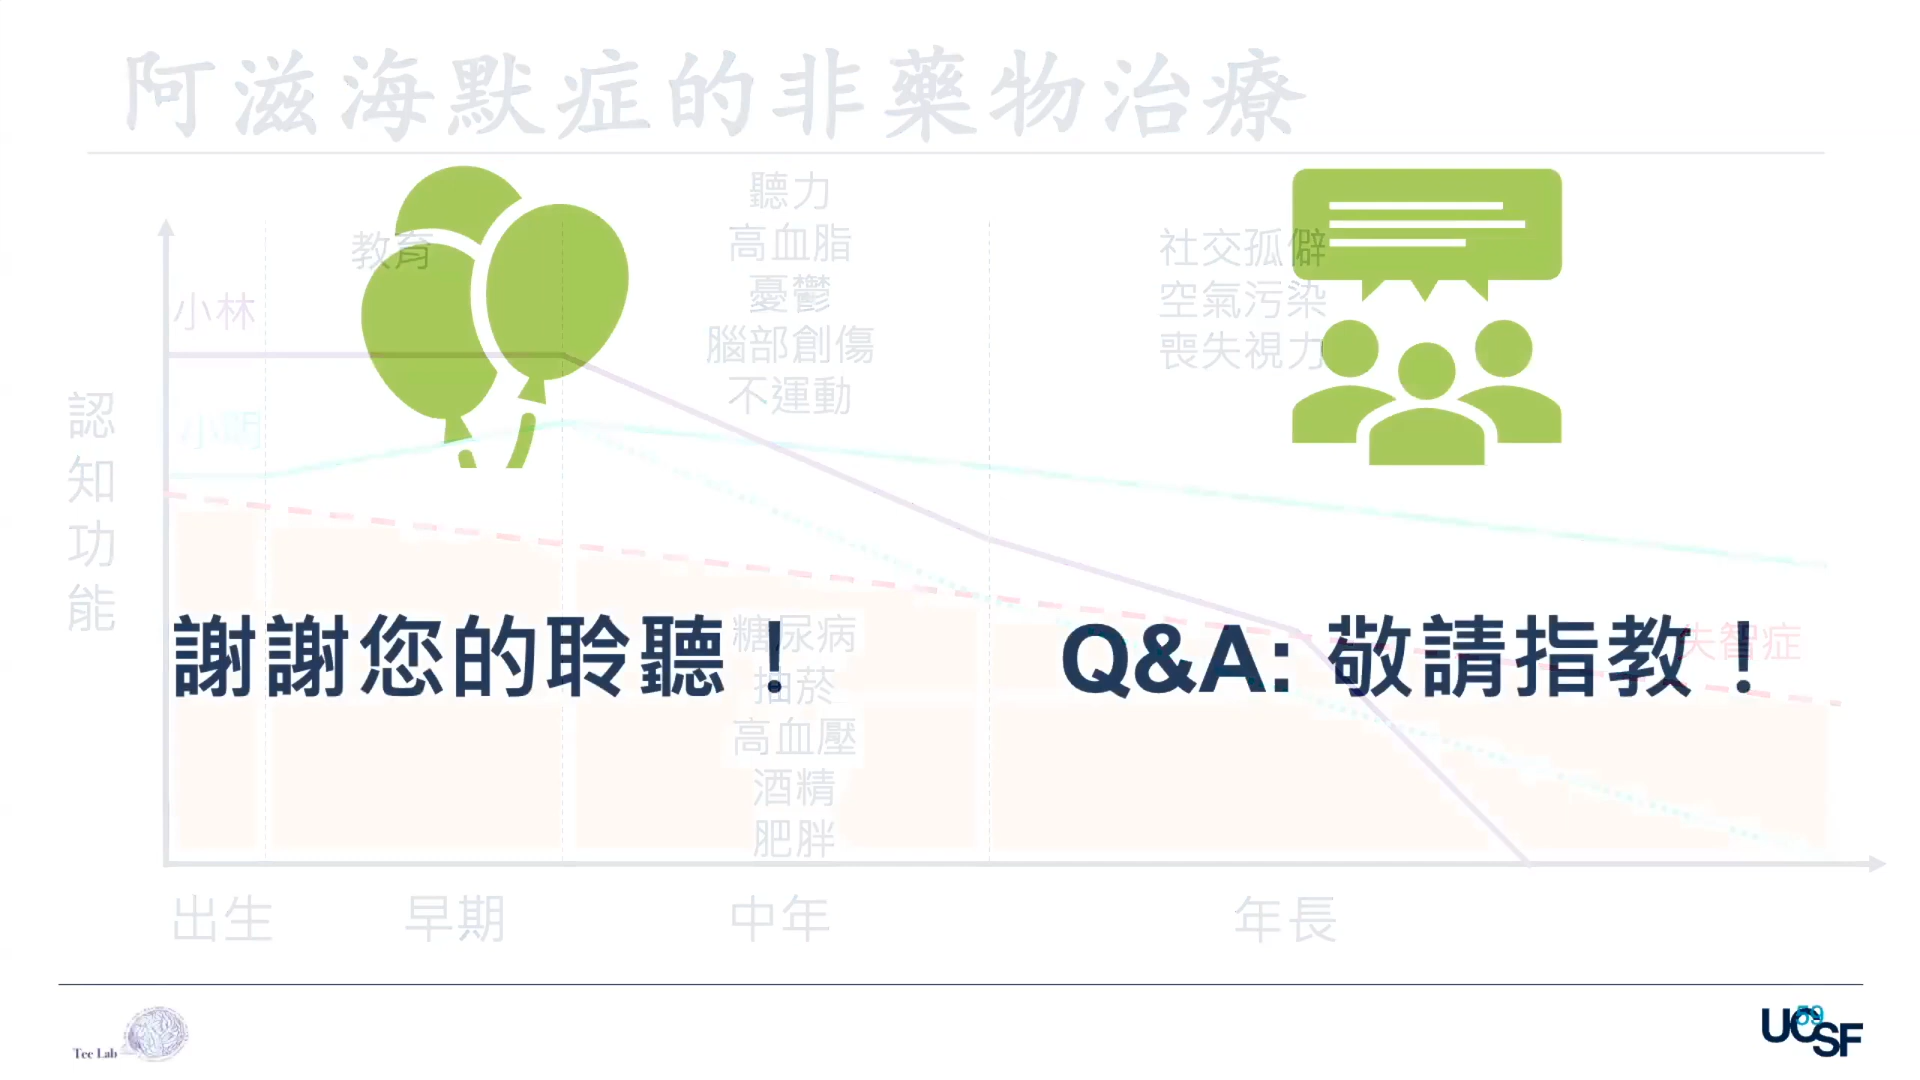 阿滋海默症的非藥物治療
聽力
高血脂
憂鬱
腦部創傷
不運動
教育
社交孤僻
空氣污染
喪失視力
小林
小明
認知功能
謝謝您的聆聽！
Q&A: 敬請指教！
失智症
糖尿病
抽菸
高血壓
酒精
肥胖
出生
早期
中年
年長
Tee Lab
UCSF
59